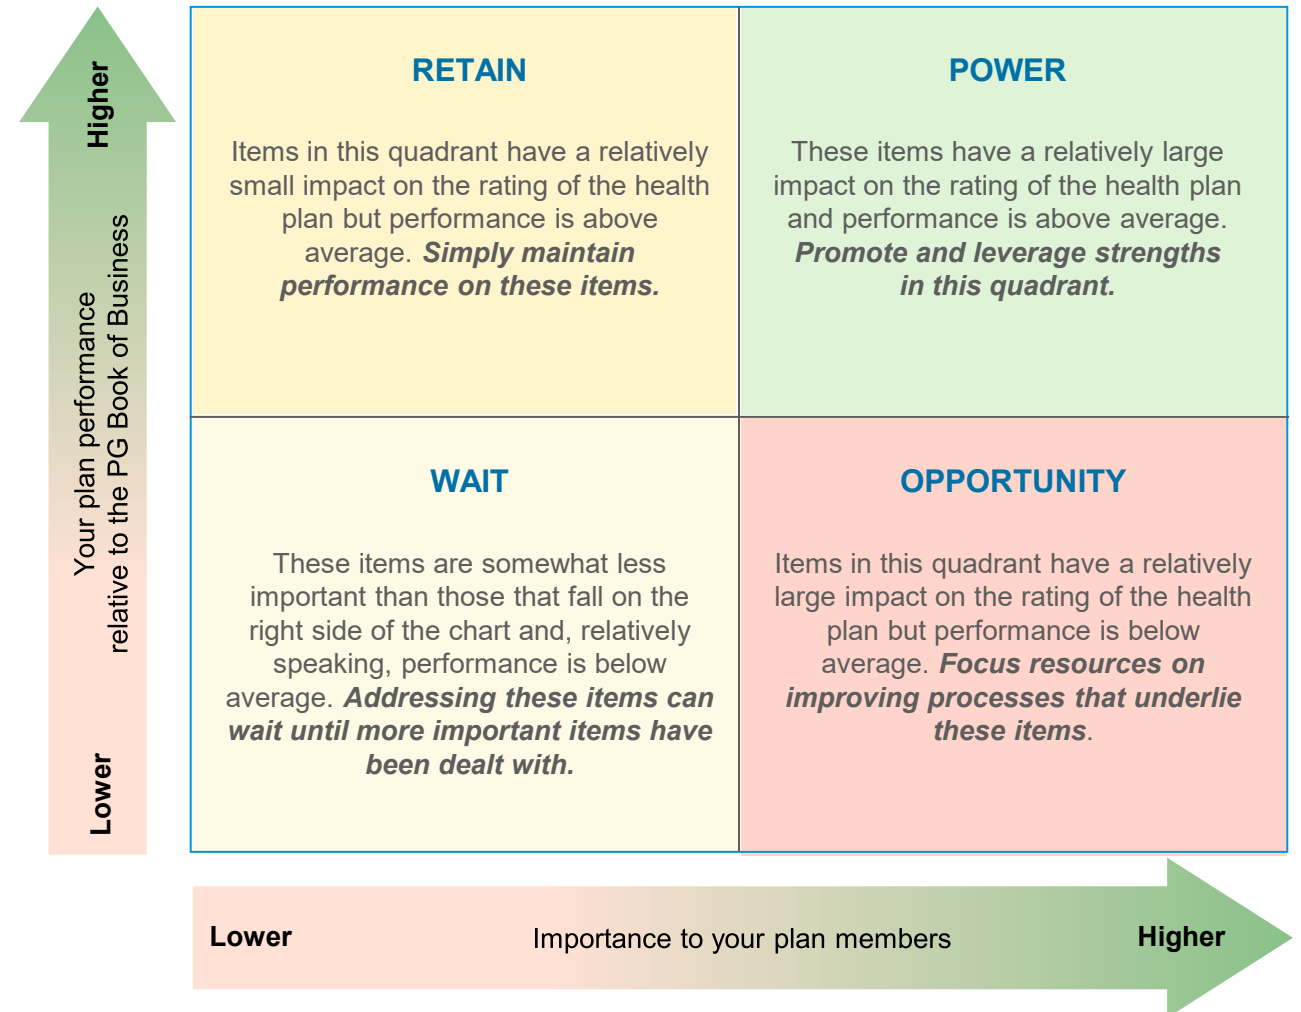 Higher
Your plan performance
relative to the PG Book of Business
Lower
RETAIN
Items in this quadrant have a relatively
small impact on the rating of the health
plan but performance is above
average. Simply maintain
performance on these items.
POWER
These items have a relatively large
impact on the rating of the health plan
and performance is above average.
Promote and leverage strengths
in this quadrant.
WAIT
These items are somewhat less
important than those that fall on the
right side of the chart and, relatively
speaking, performance is below
average. Addressing these items can
wait until more important items have
been dealt with.
OPPORTUNITY
Items in this quadrant have a relatively
large impact on the rating of the health
plan but performance is below
average. Focus resources on
improving processes that underlie
these items.
Lower
Importance to your plan members
Higher